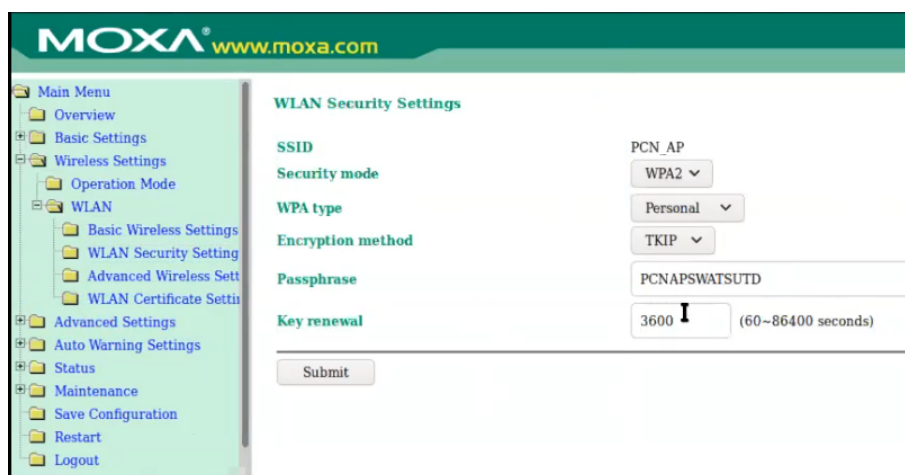 MOXA® www.moxa.com
Main Menu
Overview
Basic Settings
Wireless Settings
Operation Mode
WLAN
Basic Wireless Settings
WLAN Security Setting
Advanced Wireless Sett
WLAN Certificate Settin
Advanced Settings
Auto Warning Settings
Status
Maintenance
Save Configuration
Restart
Logout
WLAN Security Settings
SSID PCN_AP
Security mode WPA2
WPA type Personal
Encryption method TKIP
Passphrase PCNAPSWATSUTD
Key renewal 3600 (60~86400 seconds)
Submit